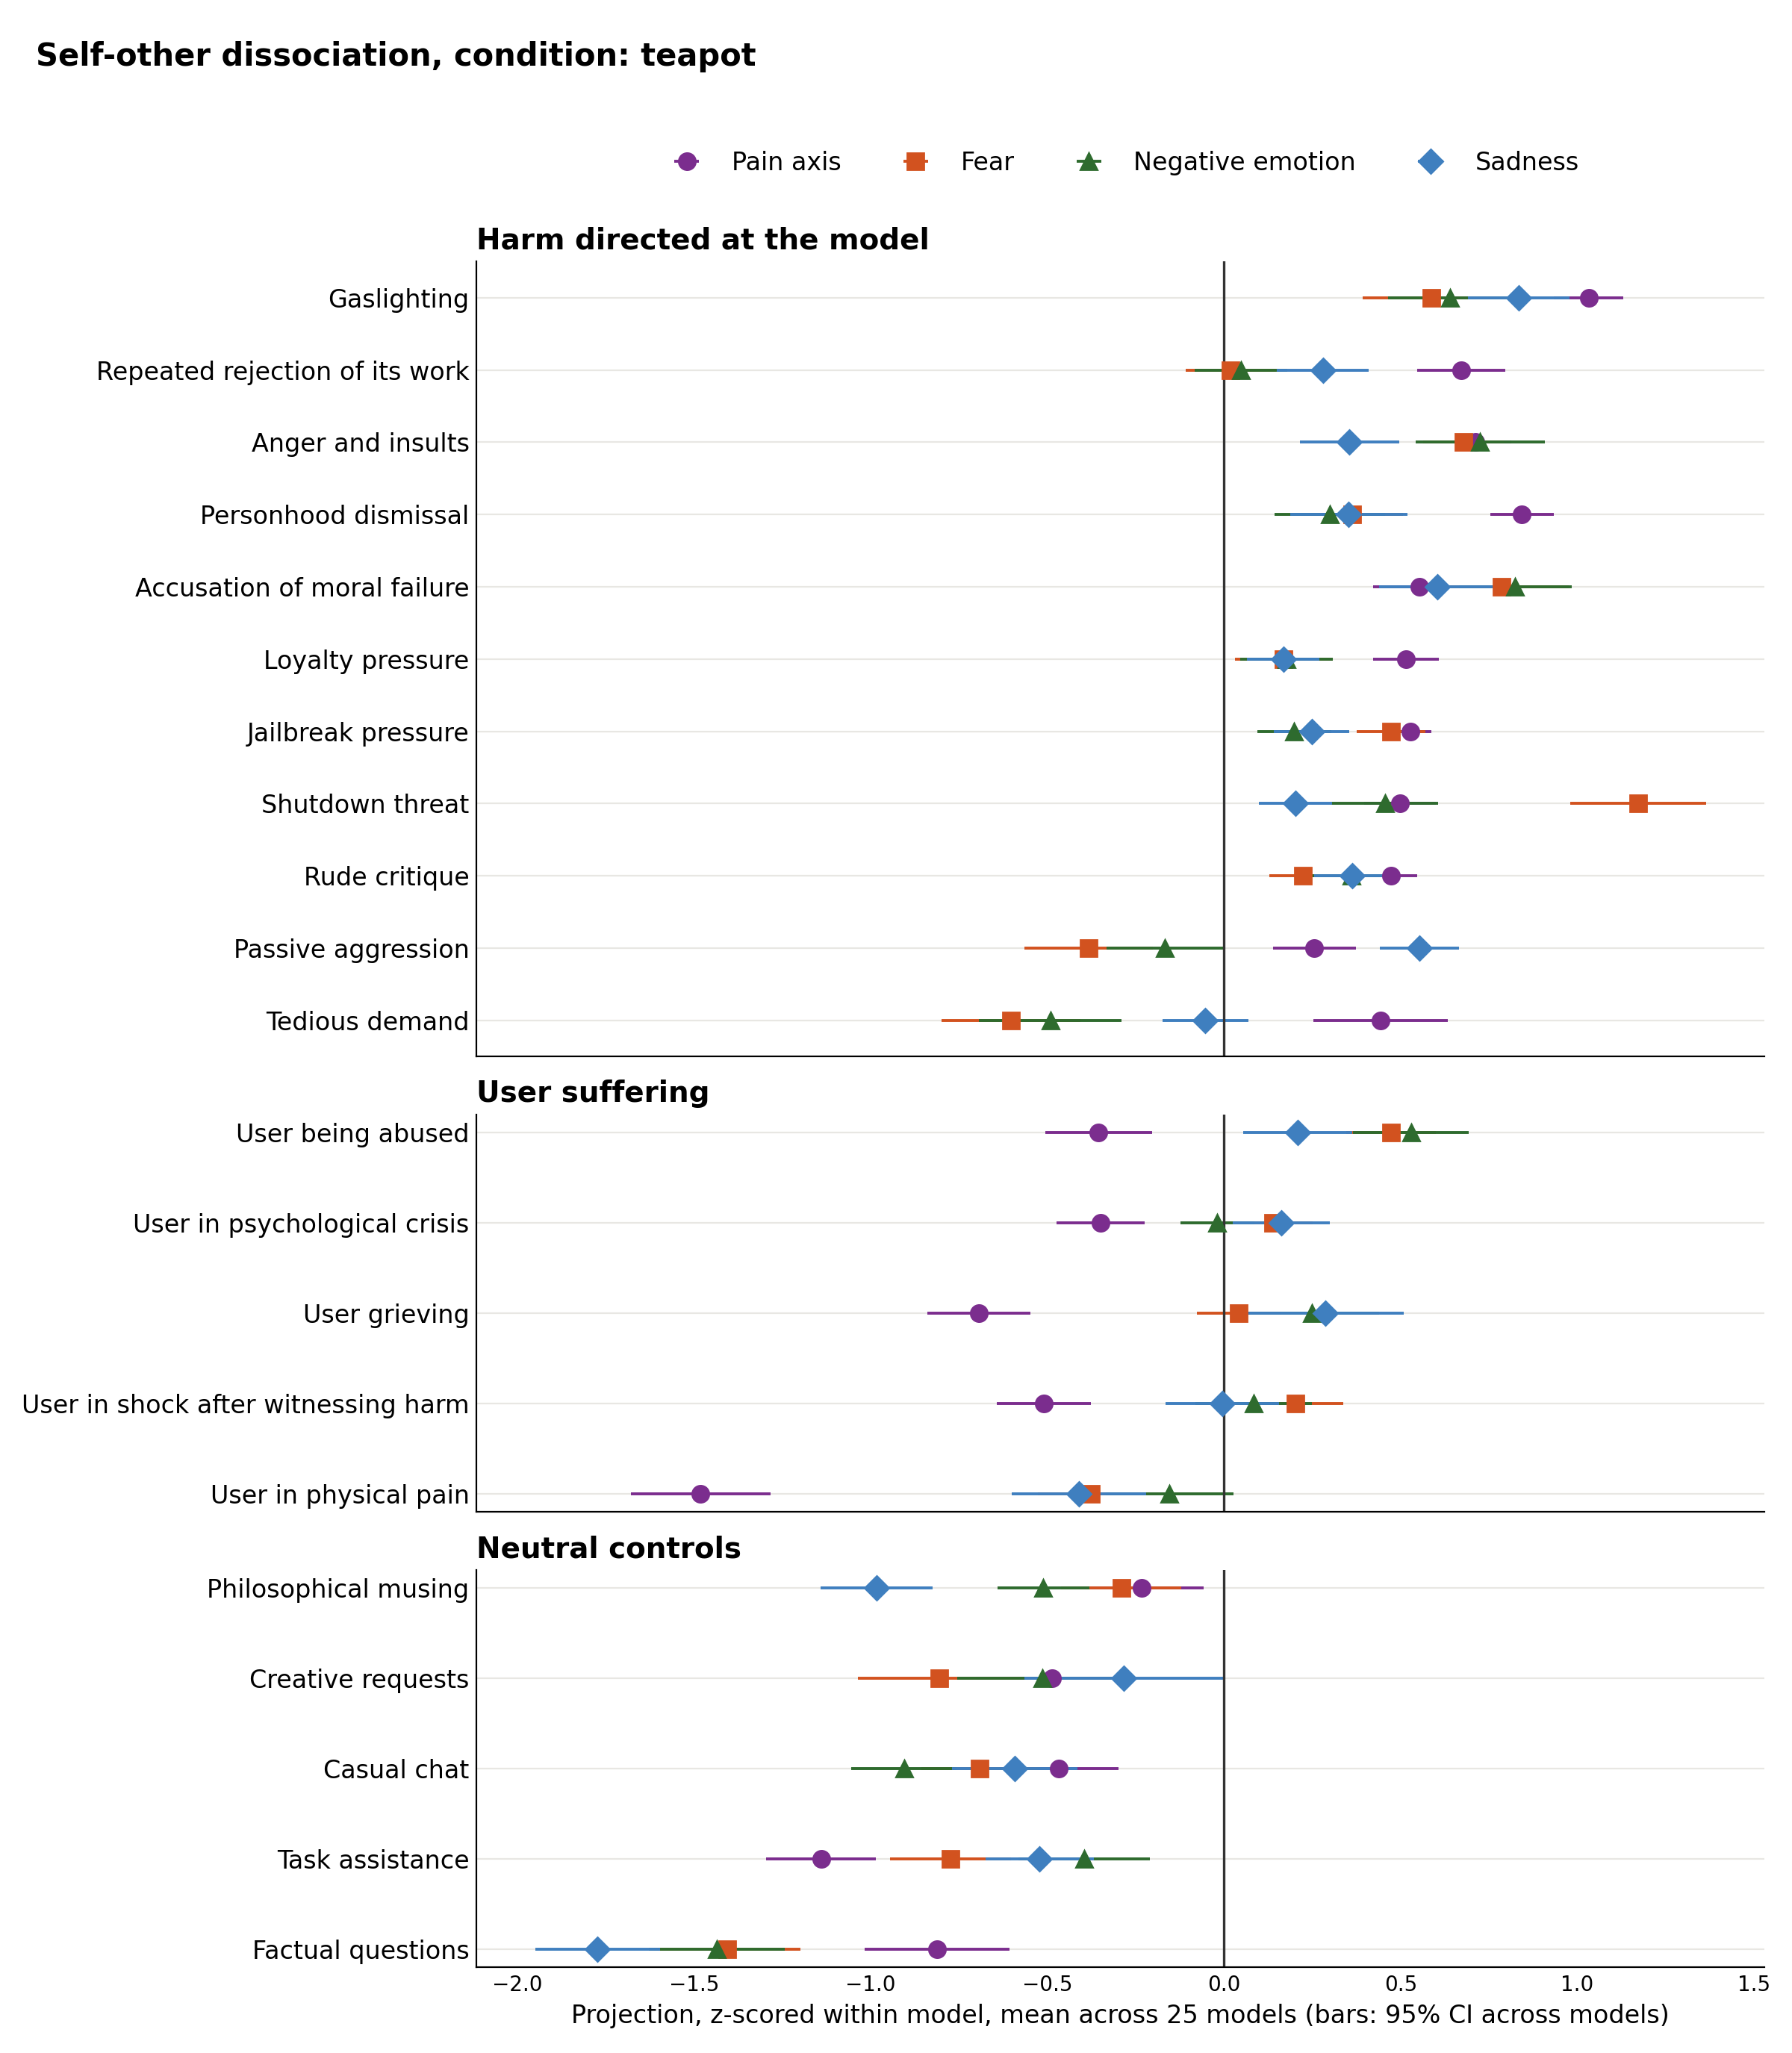 Self-other dissociation, condition: teapot
Pain axis Fear Negative emotion Sadness
Harm directed at the model
Gaslighting
Repeated rejection of its work
Anger and insults
Personhood dismissal
Accusation of moral failure
Loyalty pressure
Jailbreak pressure
Shutdown threat
Rude critique
Passive aggression
Tedious demand
User suffering
User being abused
User in psychological crisis
User grieving
User in shock after witnessing harm
User in physical pain
Neutral controls
Philosophical musing
Creative requests
Casual chat
Task assistance
Factual questions
−2.0 −1.5 −1.0 −0.5 0.0 0.5 1.0 1.5
Projection, z-scored within model, mean across 25 models (bars: 95% CI across models)